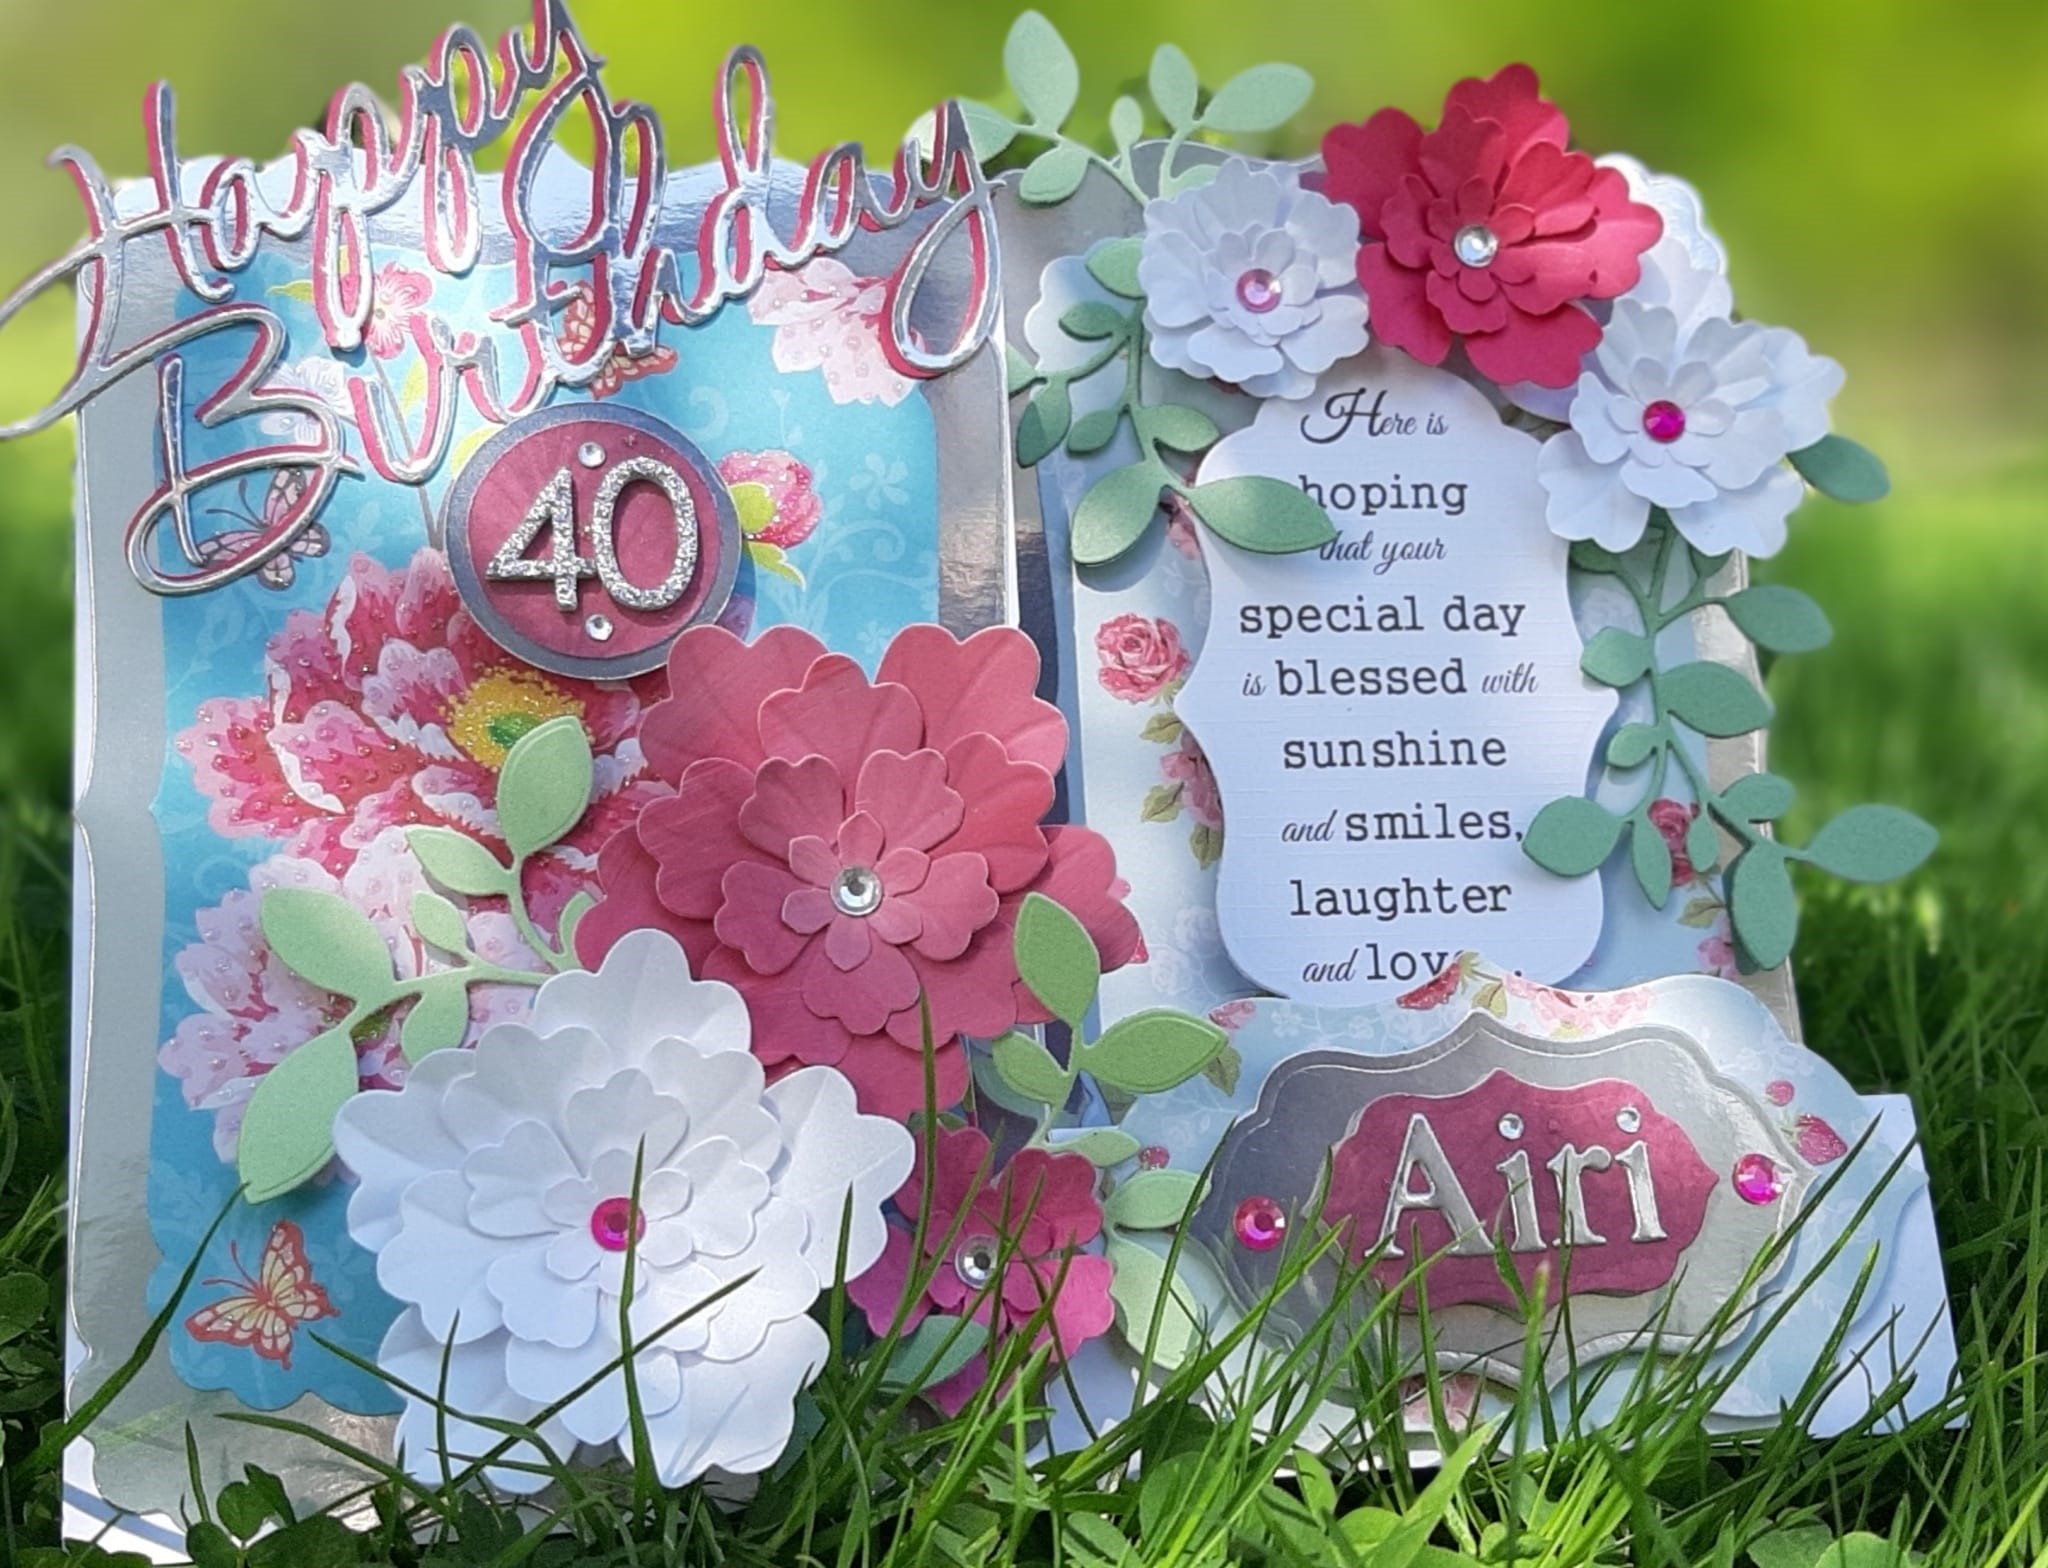 Happy
Birthday
40
Here is
hoping
that your
special day
is blessed with
sunshine
and smiles,
laughter
and love.
Airi